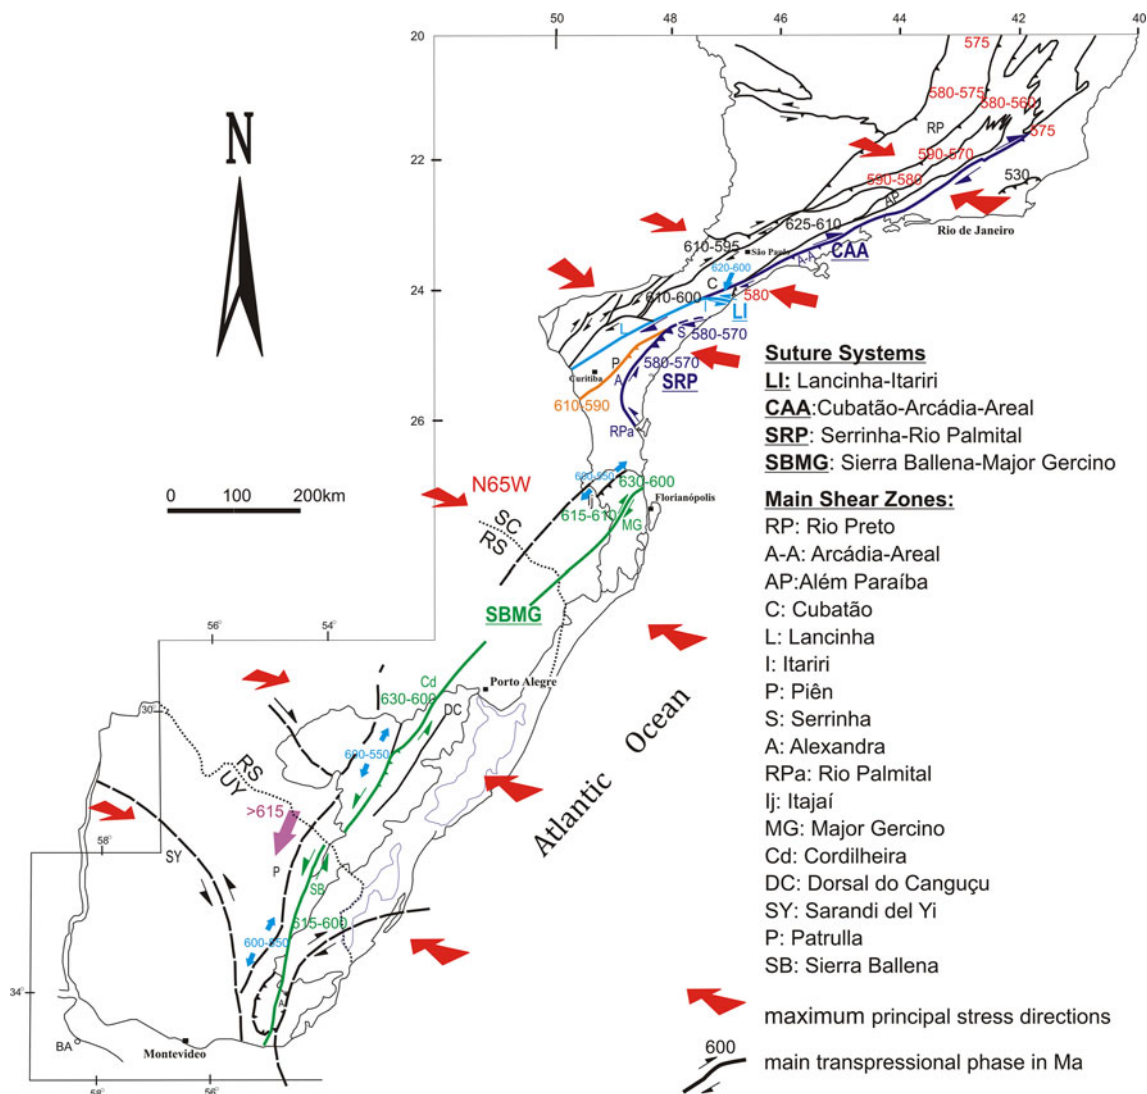 50
48
46
44
42
40
20
575
580-575
580-560
RP
575
N
22
590-570
530
590-580
AP
625-610
Rio de Janeiro
610-595
São Paulo
CAA
A-A
620-600
C
24
610-600
580
I
LI
L
S
580-570
P
580-570
Curitiba
A
SRP
610-590
26
RPa
Suture Systems
LI: Lancinha-Itariri
CAA:Cubatão-Arcádia-Areal
SRP: Serrinha-Rio Palmital
SBMG: Sierra Ballena-Major Gercino
Main Shear Zones:
RP: Rio Preto
A-A: Arcádia-Areal
AP:Além Paraíba
C: Cubatão
L: Lancinha
I: Itariri
P: Piên
S: Serrinha
A: Alexandra
RPa: Rio Palmital
Ij: Itajaí
MG: Major Gercino
Cd: Cordilheira
DC: Dorsal do Canguçu
SY: Sarandi del Yi
P: Patrulla
SB: Sierra Ballena
maximum principal stress directions
600
main transpressional phase in Ma
0 100 200km
N65W
600-550
630-600
Ij
Florianópolis
615-610
MG
SC
RS
SBMG
56
54
Porto Alegre
Cd
630-600
DC
30°
600-550
RS
UY
Atlantic Ocean
>615
58°
SY
P
SB
615-600
600-550
34°
A
BA
Montevideo
58°
56°